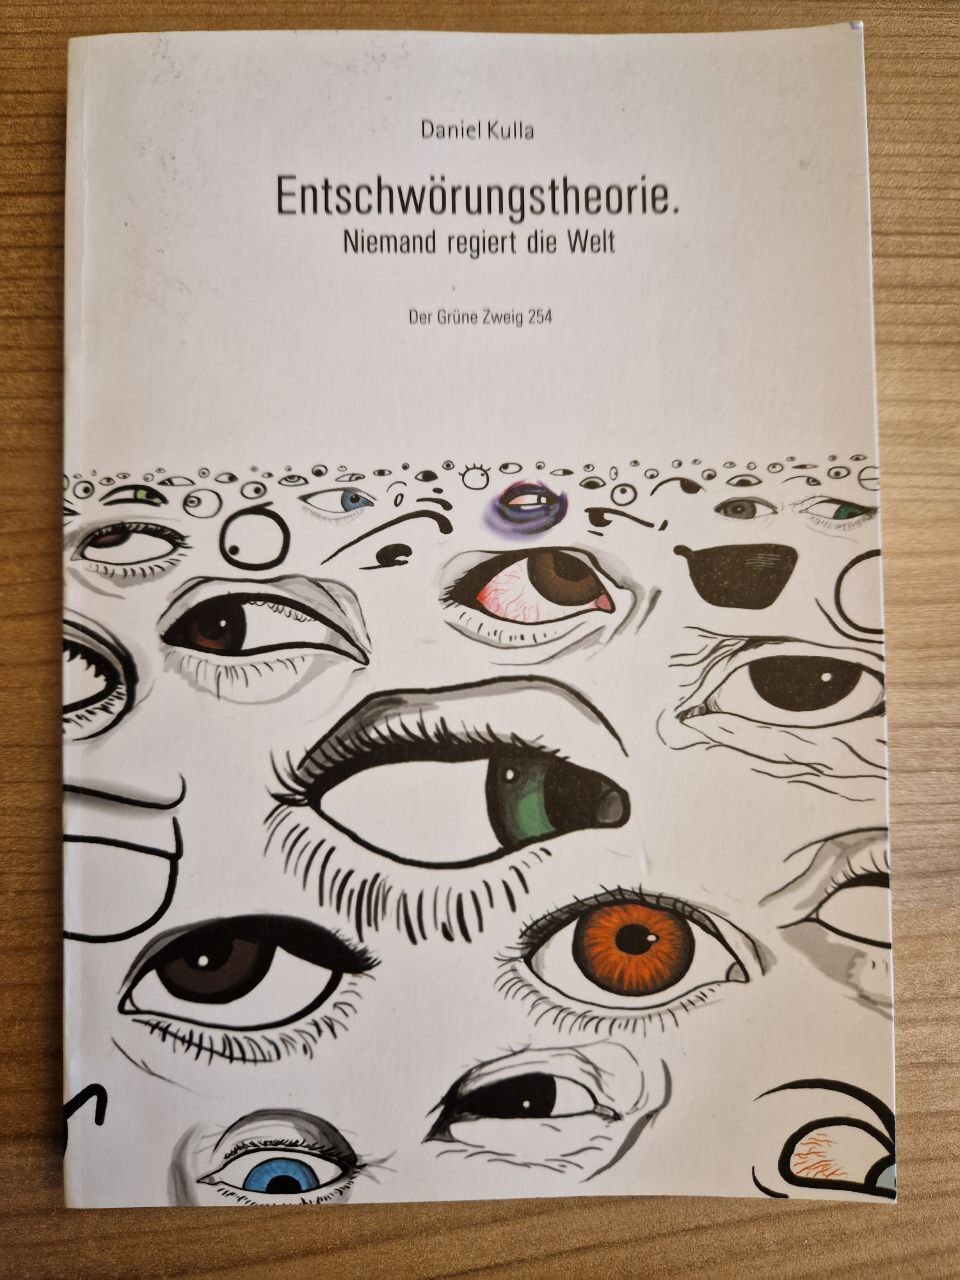 Daniel Kulla
Entschwörungstheorie.
Niemand regiert die Welt
Der Grüne Zweig 254